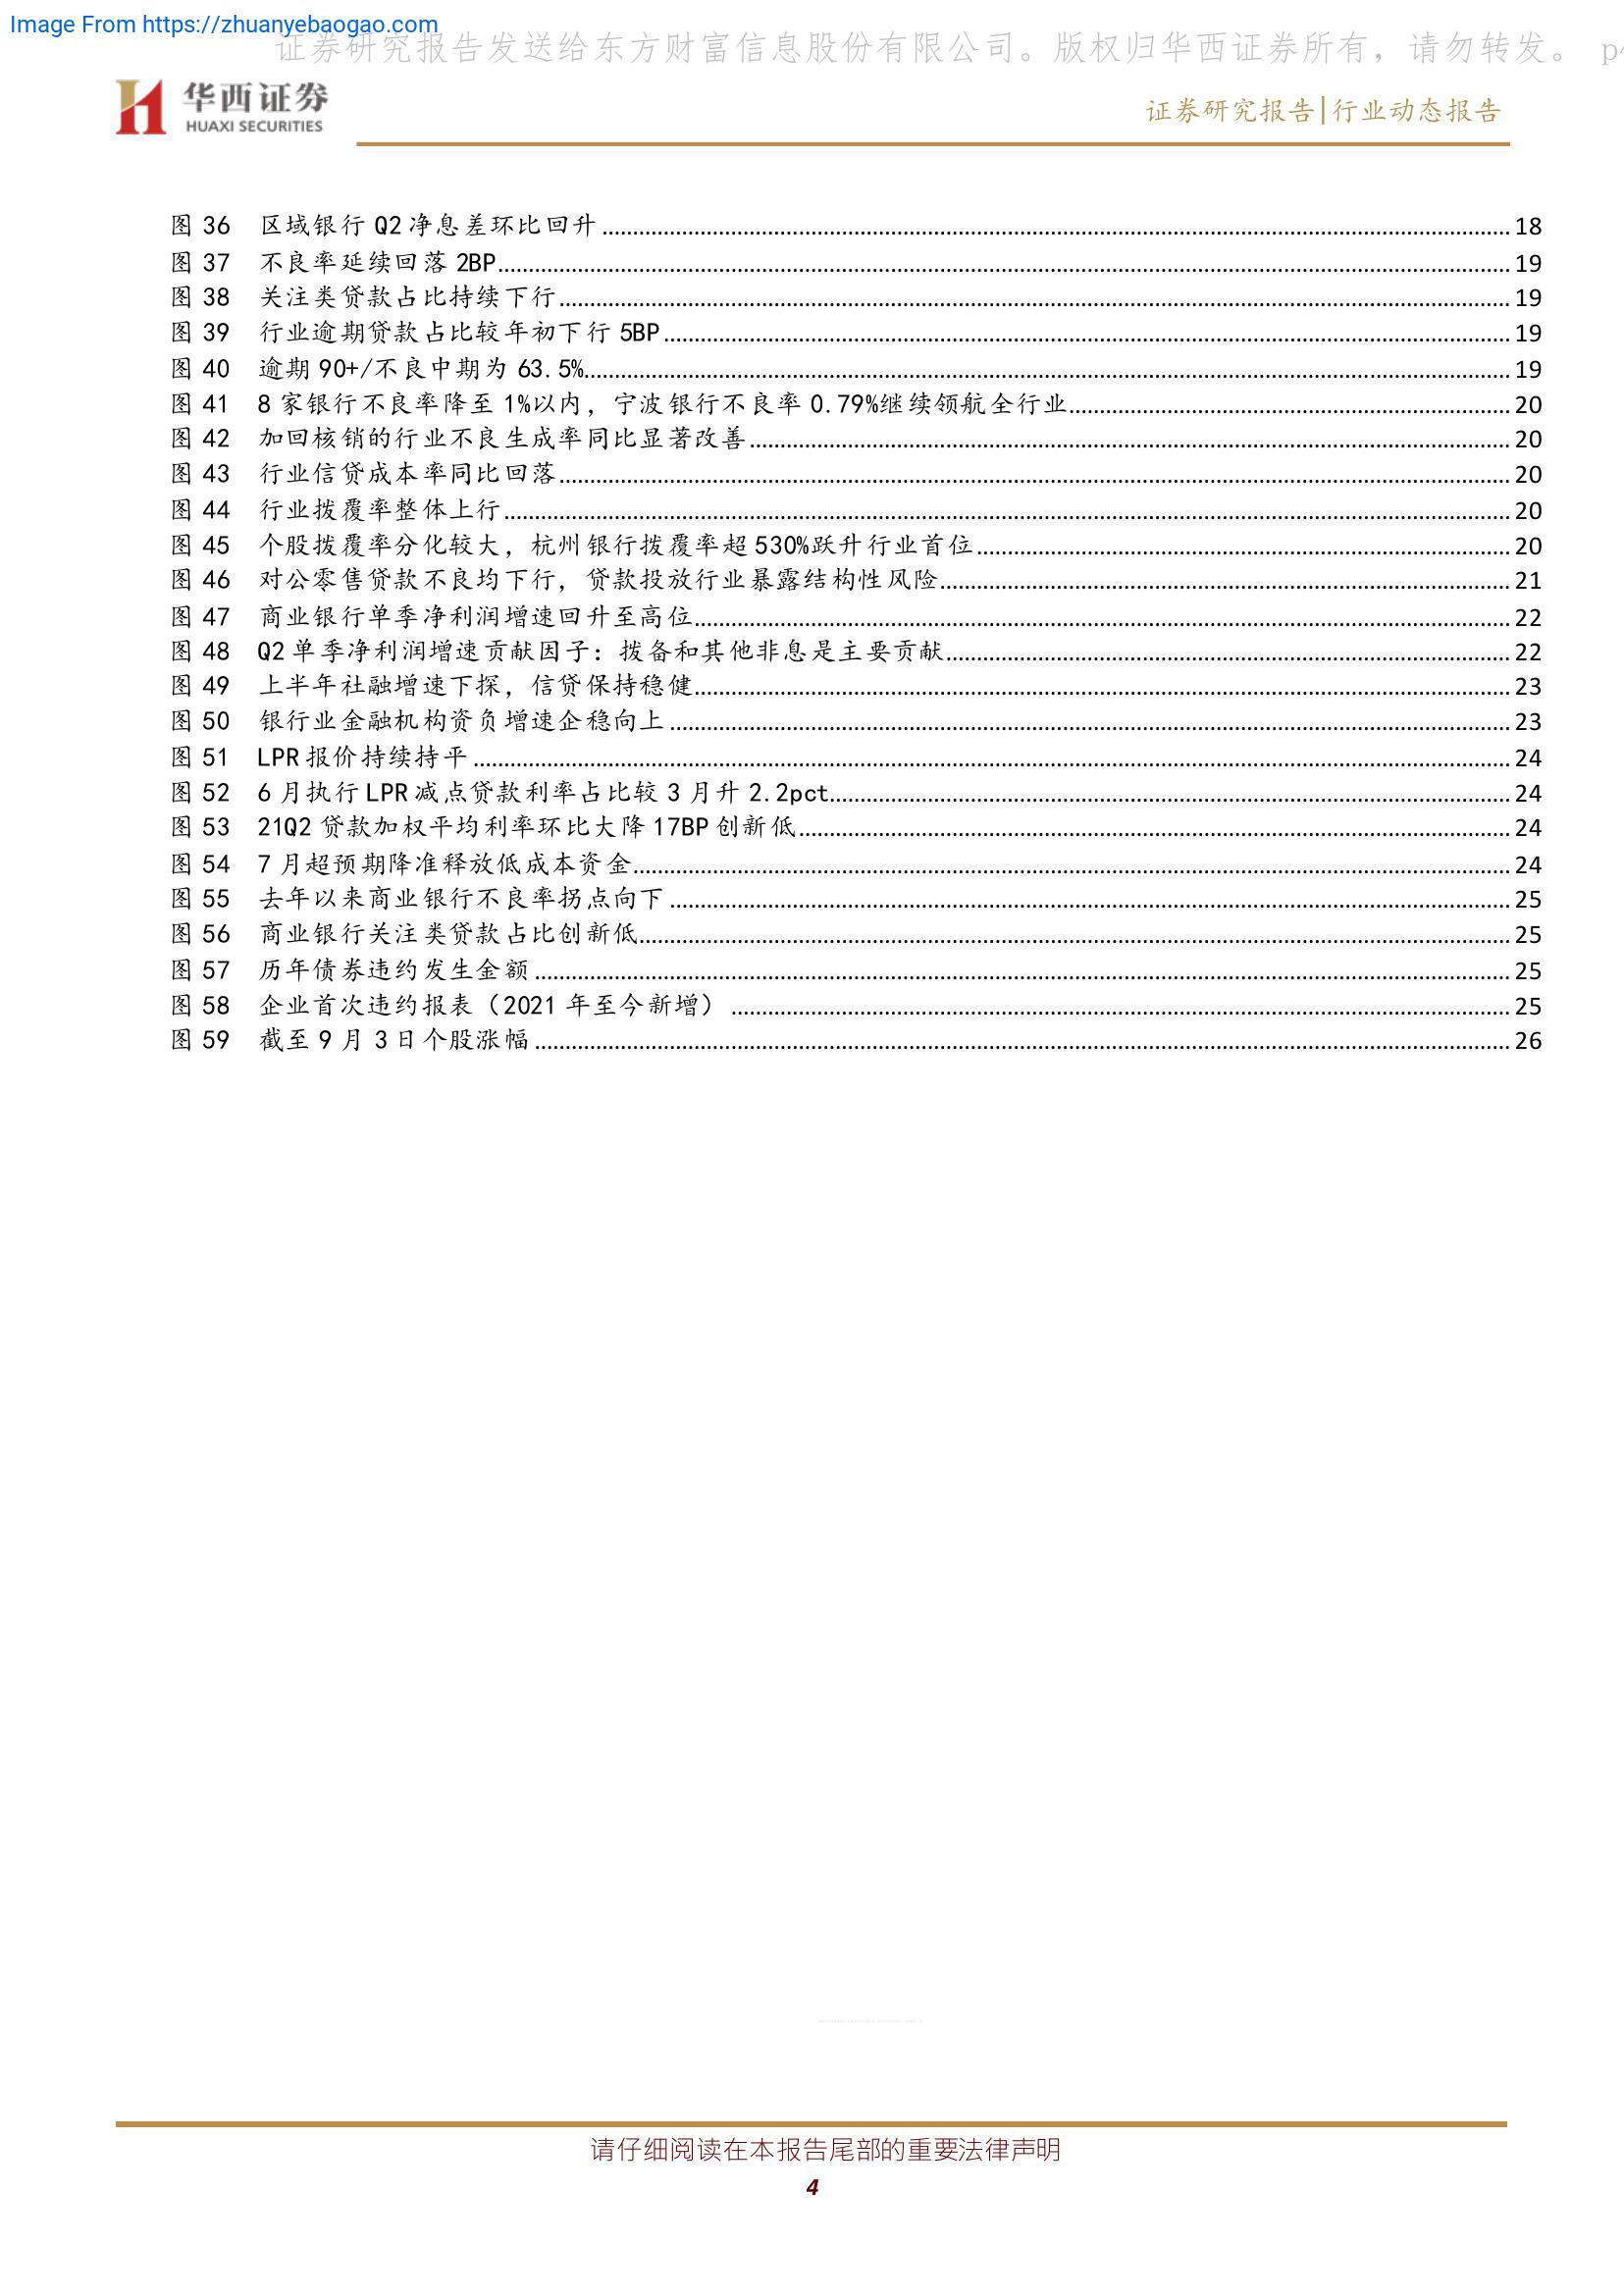 Image From https://zhuanyebaogao.com
证券研究报告发送给东方财富信息股份有限公司。版权归华西证券所有，请勿转发。 p4
华西证券
HUAXI SECURITIES
证券研究报告|行业动态报告
图 36 区域银行 Q2 净息差环比回升 18
图 37 不良率延续回落 2BP 19
图 38 关注类贷款占比持续下行 19
图 39 行业逾期贷款占比较年初下行 5BP 19
图 40 逾期 90+/不良中期为 63.5% 19
图 41 8 家银行不良率降至 1%以内，宁波银行不良率 0.79%继续领航全行业 20
图 42 加回核销的行业不良生成率同比显著改善 20
图 43 行业信贷成本率同比回落 20
图 44 行业拨覆率整体上行 20
图 45 个股拨覆率分化较大，杭州银行拨覆率超 530%跃升行业首位 20
图 46 对公零售贷款不良均下行，贷款投放行业暴露结构性风险 21
图 47 商业银行单季净利润增速回升至高位 22
图 48 Q2 单季净利润增速贡献因子：拨备和其他非息是主要贡献 22
图 49 上半年社融增速下探，信贷保持稳健 23
图 50 银行业金融机构资负增速企稳向上 23
图 51 LPR 报价持续持平 24
图 52 6 月执行 LPR 减点贷款利率占比较 3 月升 2.2pct 24
图 53 21Q2 贷款加权平均利率环比大降 17BP 创新低 24
图 54 7 月超预期降准释放低成本资金 24
图 55 去年以来商业银行不良率拐点向下 25
图 56 商业银行关注类贷款占比创新低 25
图 57 历年债券违约发生金额 25
图 58 企业首次违约报表（2021 年至今新增） 25
图 59 截至 9 月 3 日个股涨幅 26
请仔细阅读在本报告尾部的重要法律声明
4